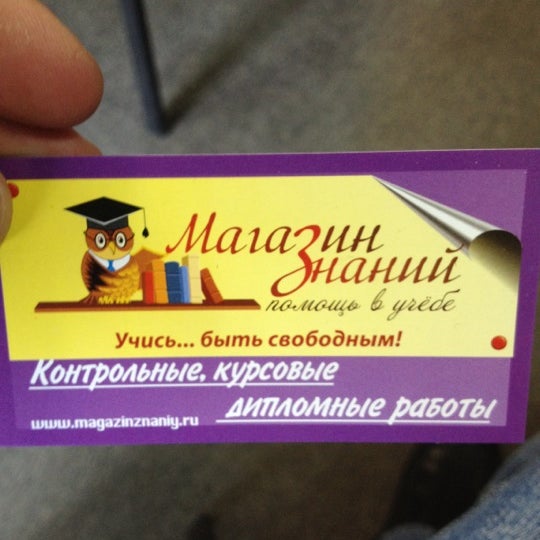 Магазин
Знаний
помощь в учёбе
Учись... быть свободным!
Контрольные, курсовые
дипломные работы
www.magazinznaniy.ru